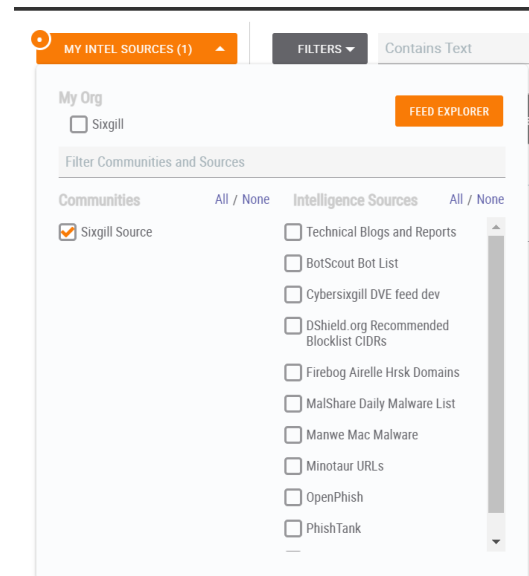 MY INTEL SOURCES (1)
FILTERS
Contains Text
My Org
Sixgill
FEED EXPLORER
Filter Communities and Sources
Communities
All / None
Intelligence Sources
All / None
Sixgill Source
Technical Blogs and Reports
BotScout Bot List
Cybersixgill DVE feed dev
DShield.org Recommended
Blocklist CIDRs
Firebog Airelle Hrsk Domains
MalShare Daily Malware List
Manwe Mac Malware
Minotaur URLs
OpenPhish
PhishTank